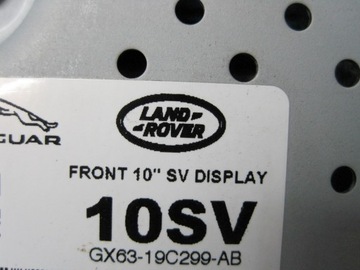 LAND
ROVER
GUAR
FRONT 10" SV DISPLAY
10SV
GX63-19C299-AB